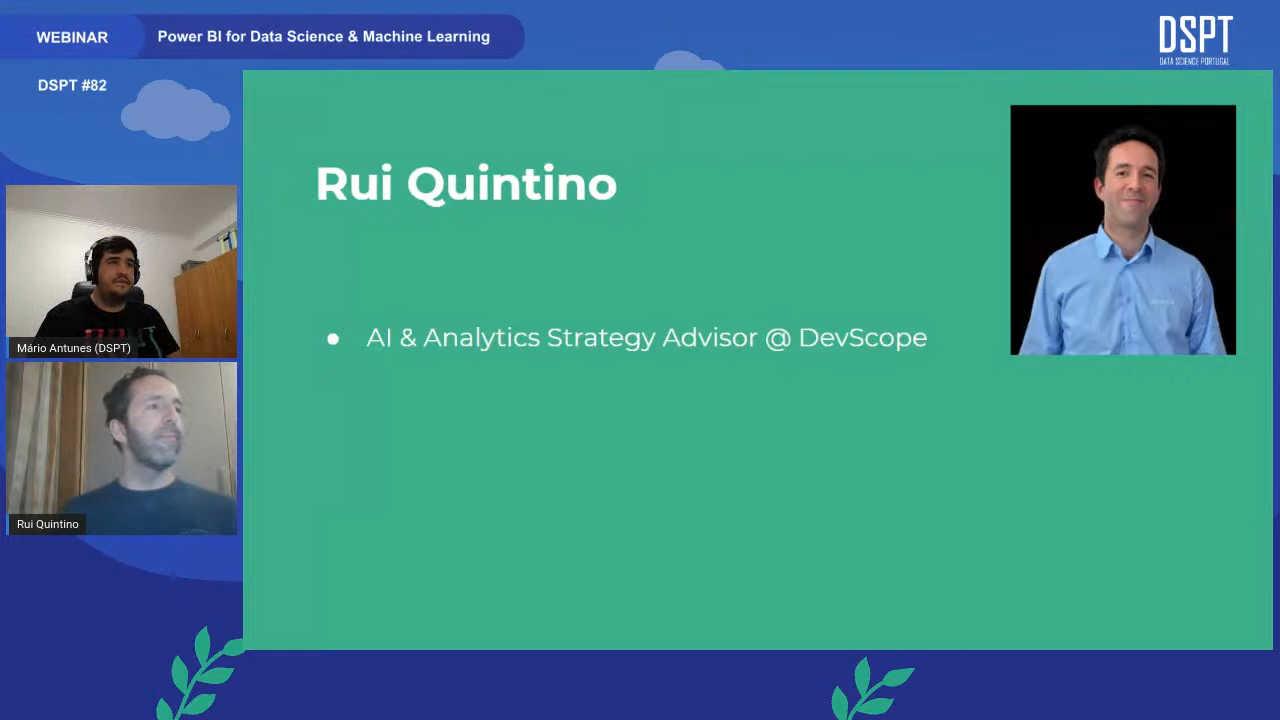 WEBINAR
Power BI for Data Science & Machine Learning
DSPT
DATA SCIENCE PORTUGAL
DSPT #82
Rui Quintino
● AI & Analytics Strategy Advisor @ DevScope
Mário Antunes (DSPT)
Rui Quintino